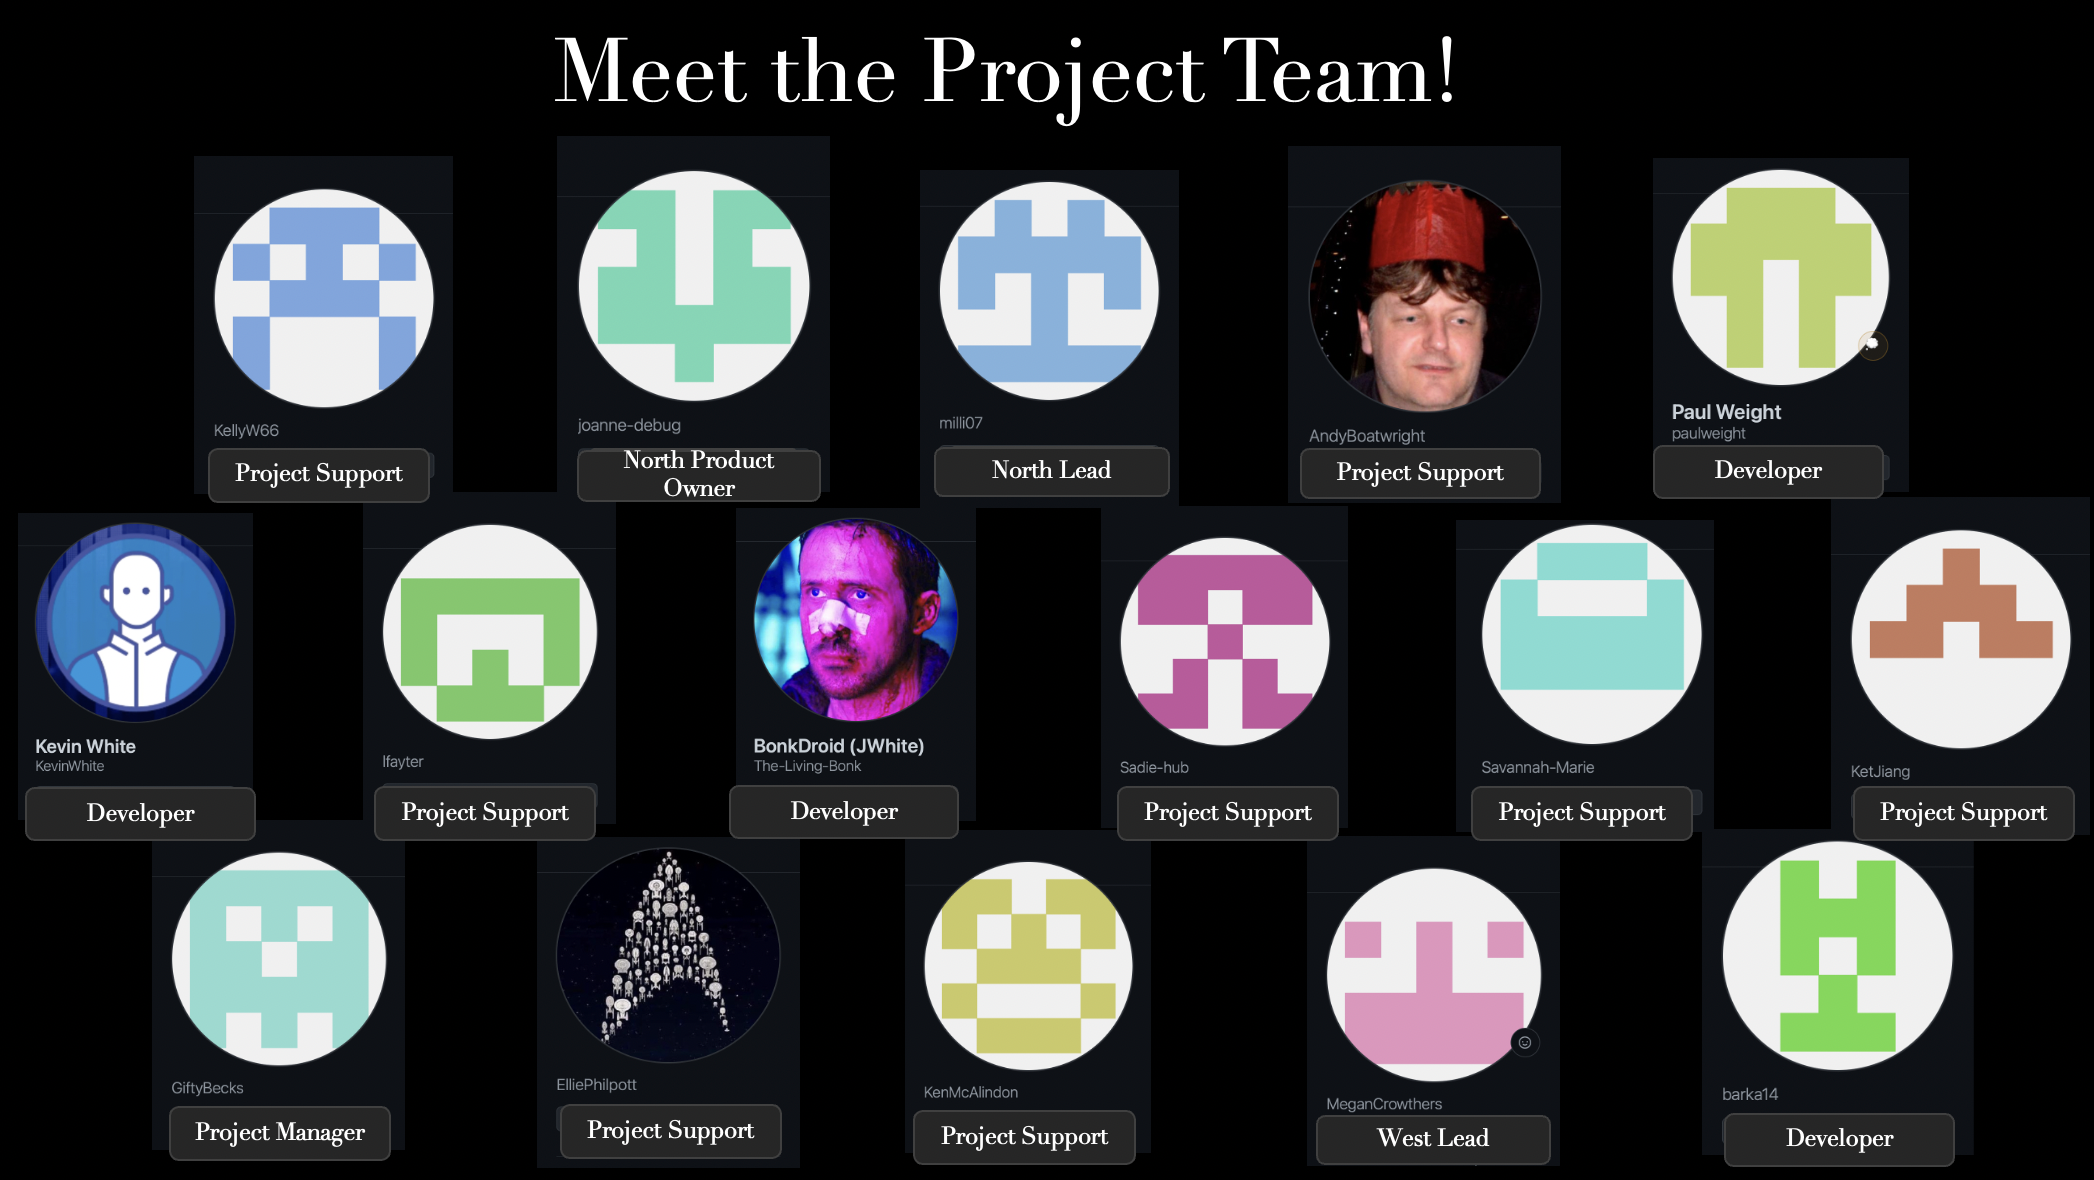 Meet the Project Team!
KellyW66
Project Support
joanne-debug
North Product
Owner
milli07
North Lead
AndyBoatwright
Project Support
Paul Weight
paulweight
Developer
Kevin White
KevinWhite
Developer
lfayter
Project Support
BonkDroid (JWhite)
The-Living-Bonk
Developer
Sadie-hub
Project Support
Savannah-Marie
Project Support
KetJiang
Project Support
GiftyBecks
Project Manager
ElliePhilpott
Project Support
KenMcAlindon
Project Support
MeganCrowthers
West Lead
barka14
Developer